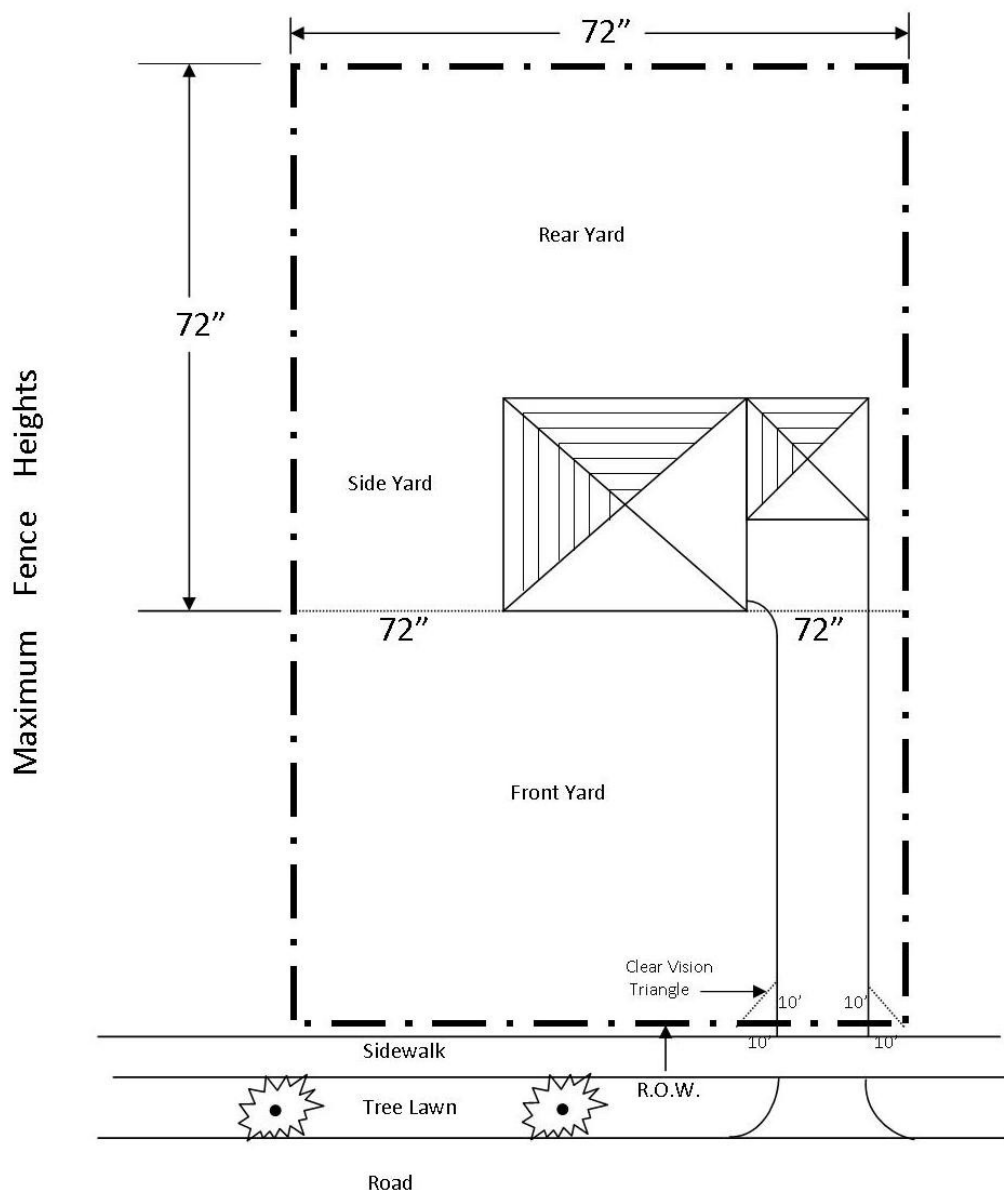 72”
Rear Yard
72”
Maximum Fence Heights
Side Yard
72”
72”
Front Yard
Clear Vision
Triangle
10’
10’
10’
10’
Sidewalk
R.O.W.
Tree Lawn
Road